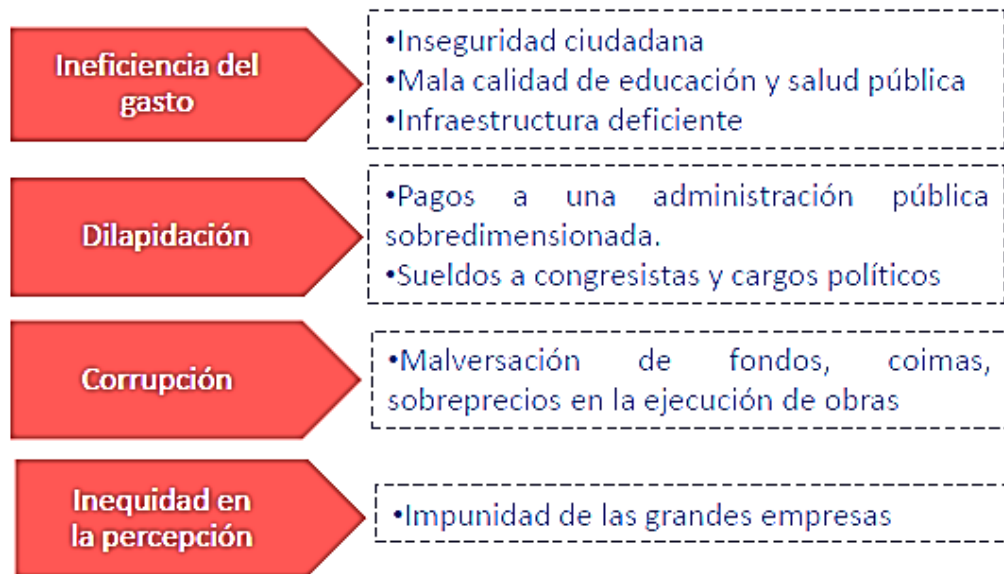 Ineficiencia del
gasto
•Inseguridad ciudadana
•Mala calidad de educación y salud pública
•Infraestructura deficiente
Dilapidación
•Pagos a una administración pública
sobredimensionada.
•Sueldos a congresistas y cargos políticos
Corrupción
•Malversación de fondos, coimas,
sobreprecios en la ejecución de obras
Inequidad en
la percepción
•Impunidad de las grandes empresas